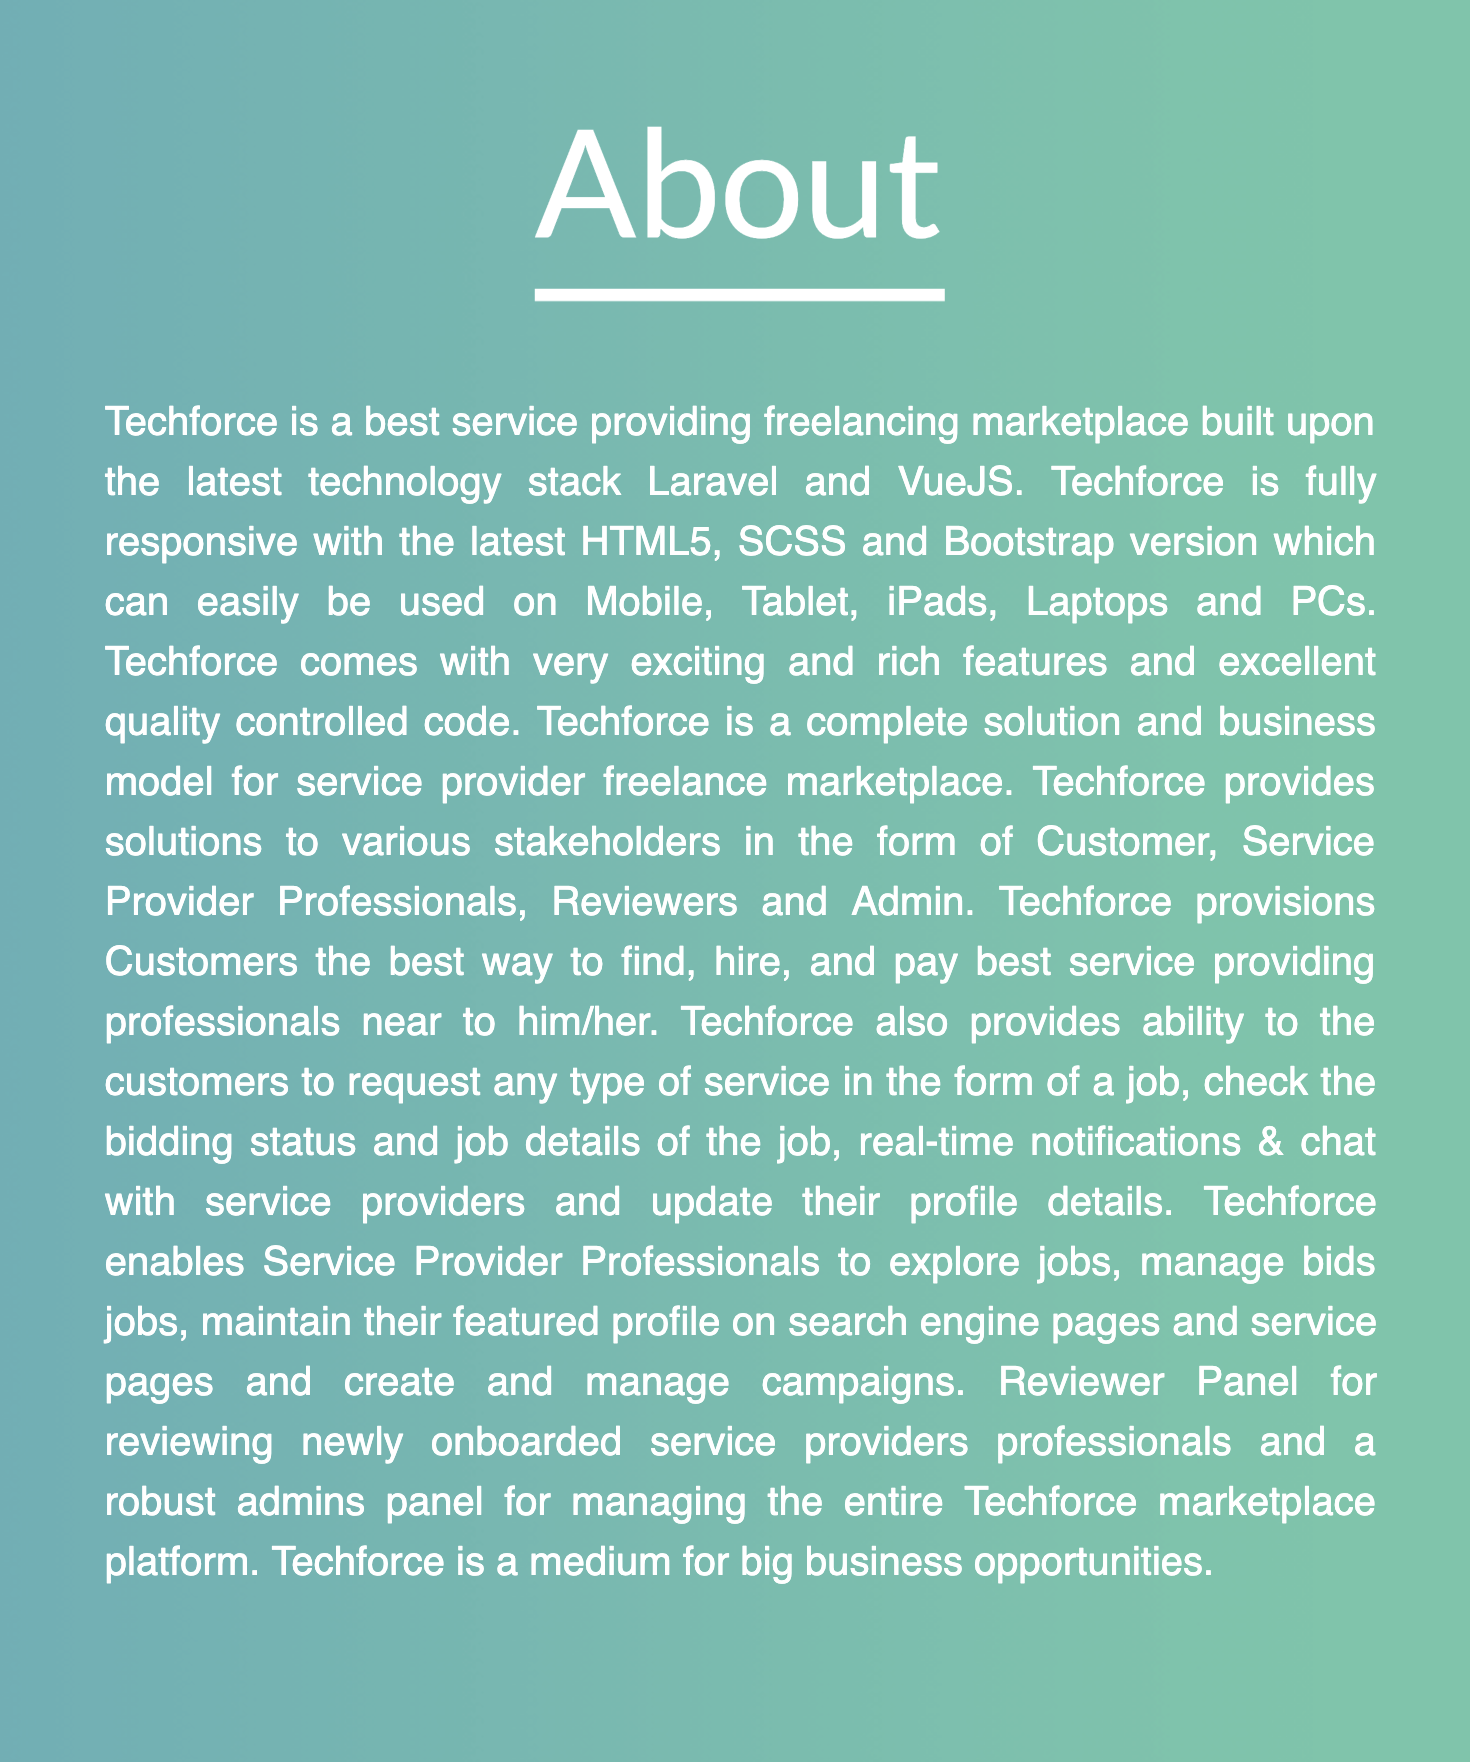 About
Techforce is a best service providing freelancing marketplace built upon
the latest technology stack Laravel and VueJS. Techforce is fully
responsive with the latest HTML5, SCSS and Bootstrap version which
can easily be used on Mobile, Tablet, iPads, Laptops and PCs.
Techforce comes with very exciting and rich features and excellent
quality controlled code. Techforce is a complete solution and business
model for service provider freelance marketplace. Techforce provides
solutions to various stakeholders in the form of Customer, Service
Provider Professionals, Reviewers and Admin. Techforce provisions
Customers the best way to find, hire, and pay best service providing
professionals near to him/her. Techforce also provides ability to the
customers to request any type of service in the form of a job, check the
bidding status and job details of the job, real-time notifications & chat
with service providers and update their profile details. Techforce
enables Service Provider Professionals to explore jobs, manage bids
jobs, maintain their featured profile on search engine pages and service
pages and create and manage campaigns. Reviewer Panel for
reviewing newly onboarded service providers professionals and a
robust admins panel for managing the entire Techforce marketplace
platform. Techforce is a medium for big business opportunities.